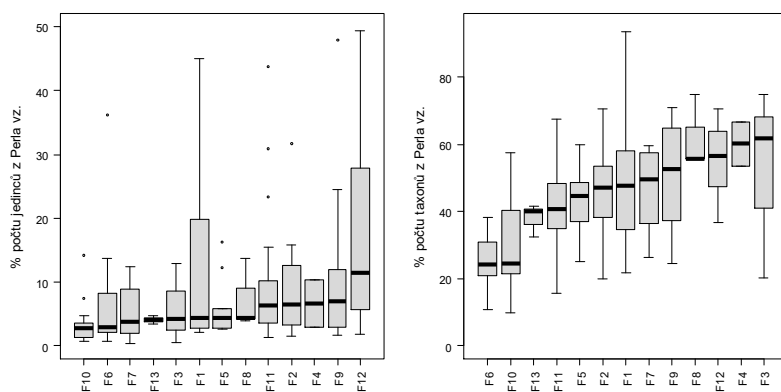 % počtu jedinců z Perla vz.
50
40
30
20
10
0
F10 F6 F7 F13 F3 F1 F5 F8 F11 F2 F4 F9 F12
% počtu taxonů z Perla vz.
80
60
40
20
0
F6 F10 F13 F11 F5 F2 F1 F7 F9 F8 F12 F4 F3